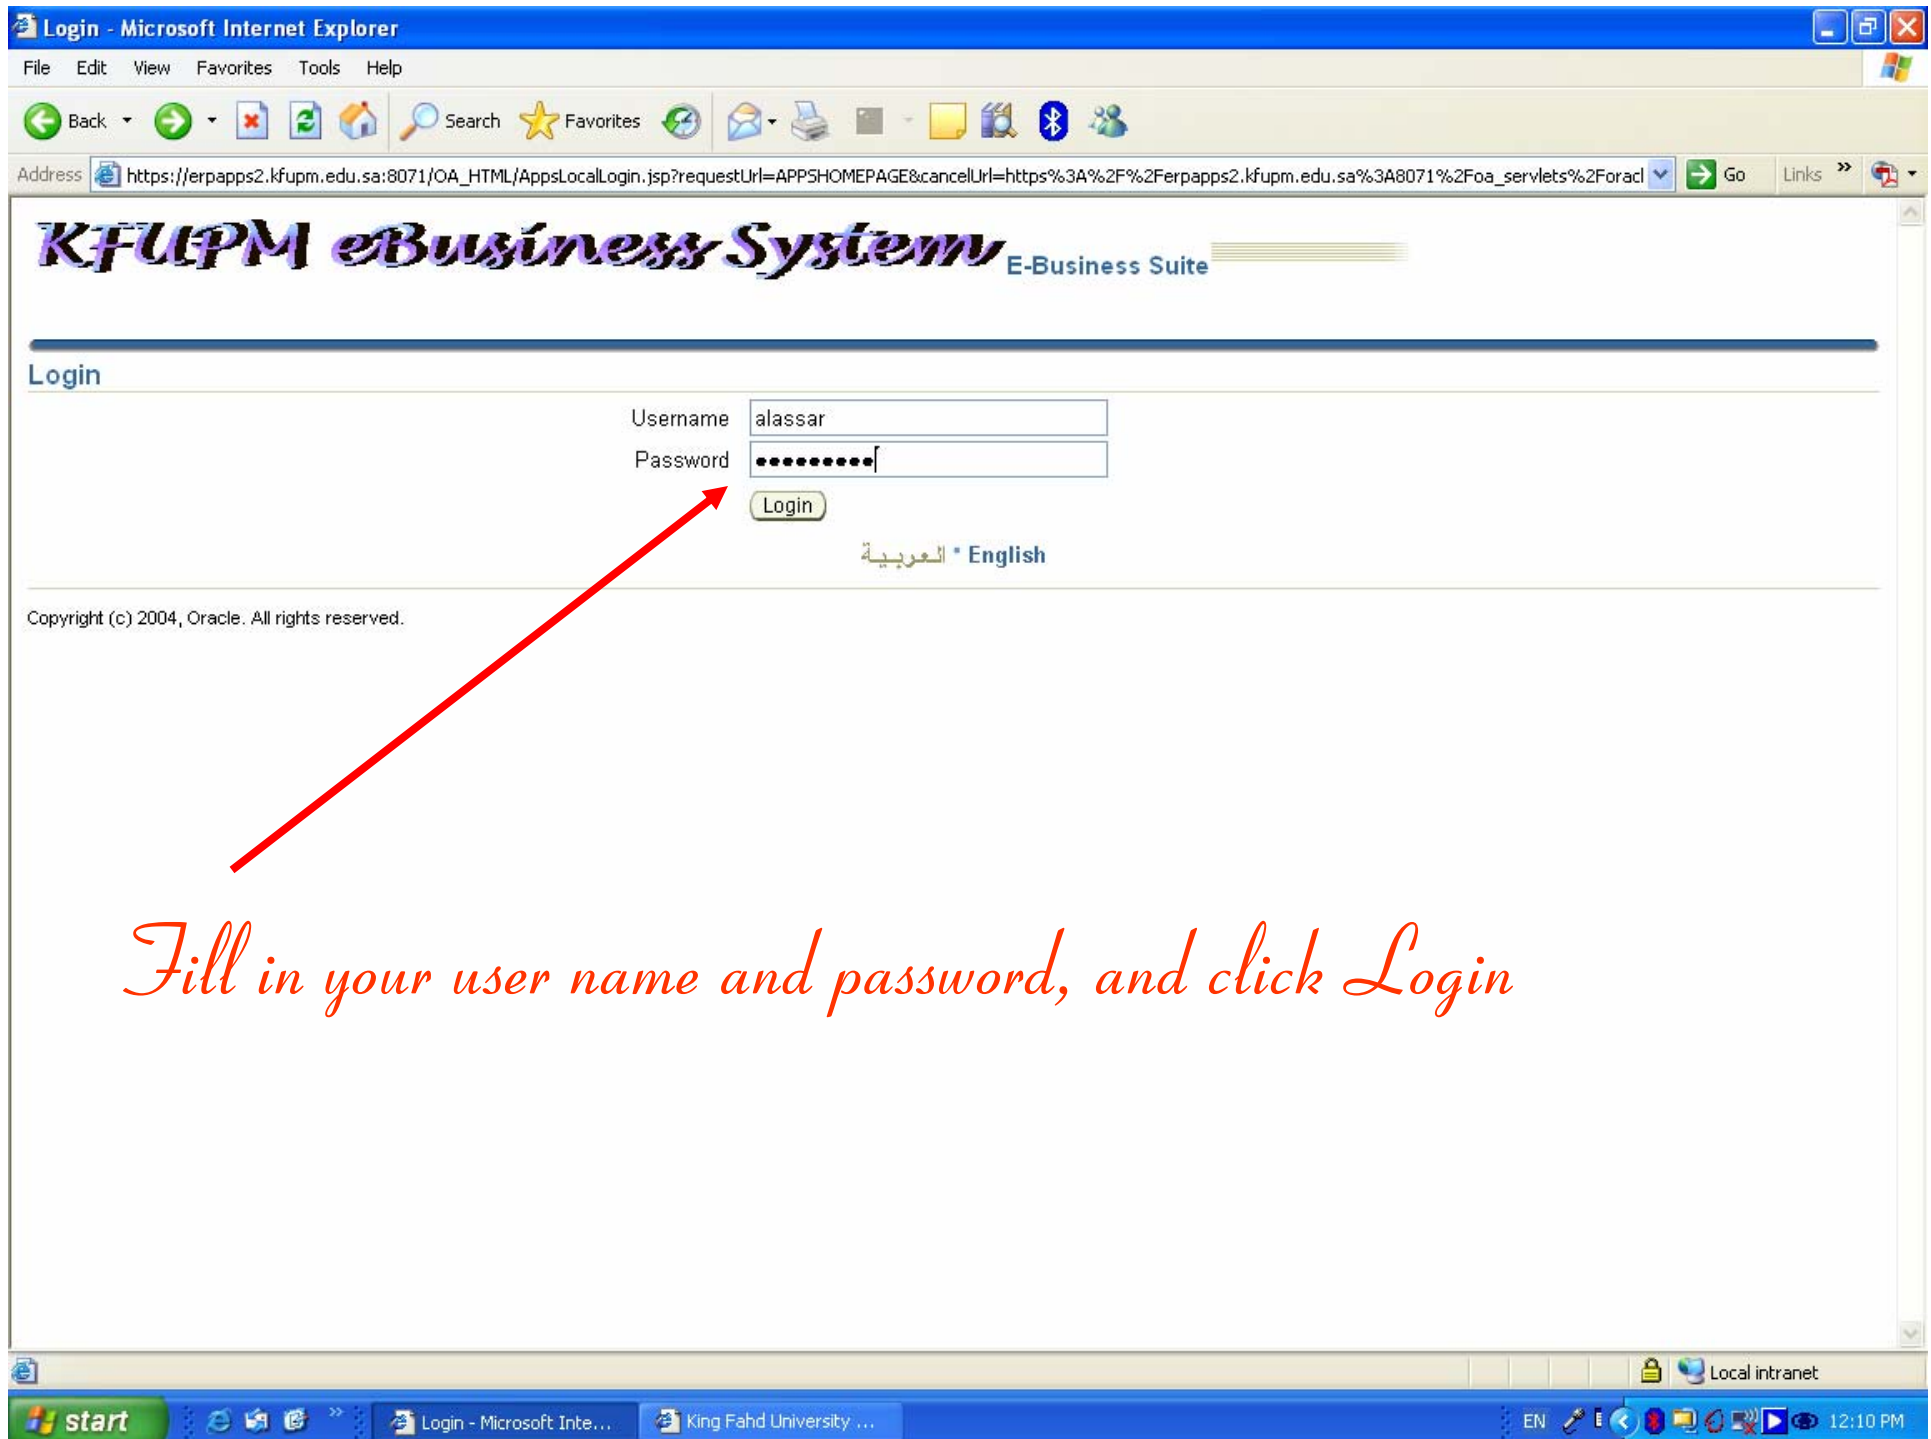 Login - Microsoft Internet Explorer
File Edit View Favorites Tools Help
Back Search Favorites
Address https://erpapps2.kfupm.edu.sa:8071/OA_HTML/AppsLocalLogin.jsp?requestUrl=APPSHOMEPAGE&cancelUrl=https%3A%2F%2Ferpapps2.kfupm.edu.sa%3A8071%2Foa_servlets%2Foracl Go Links »
KFUPM eBusiness System E-Business Suite
Login
Username alassar
Password •••••••••
Login
العربية * English
Copyright (c) 2004, Oracle. All rights reserved.
Fill in your user name and password, and click Login
Local intranet
start » Login - Microsoft Inte... King Fahd University ... EN 12:10 PM